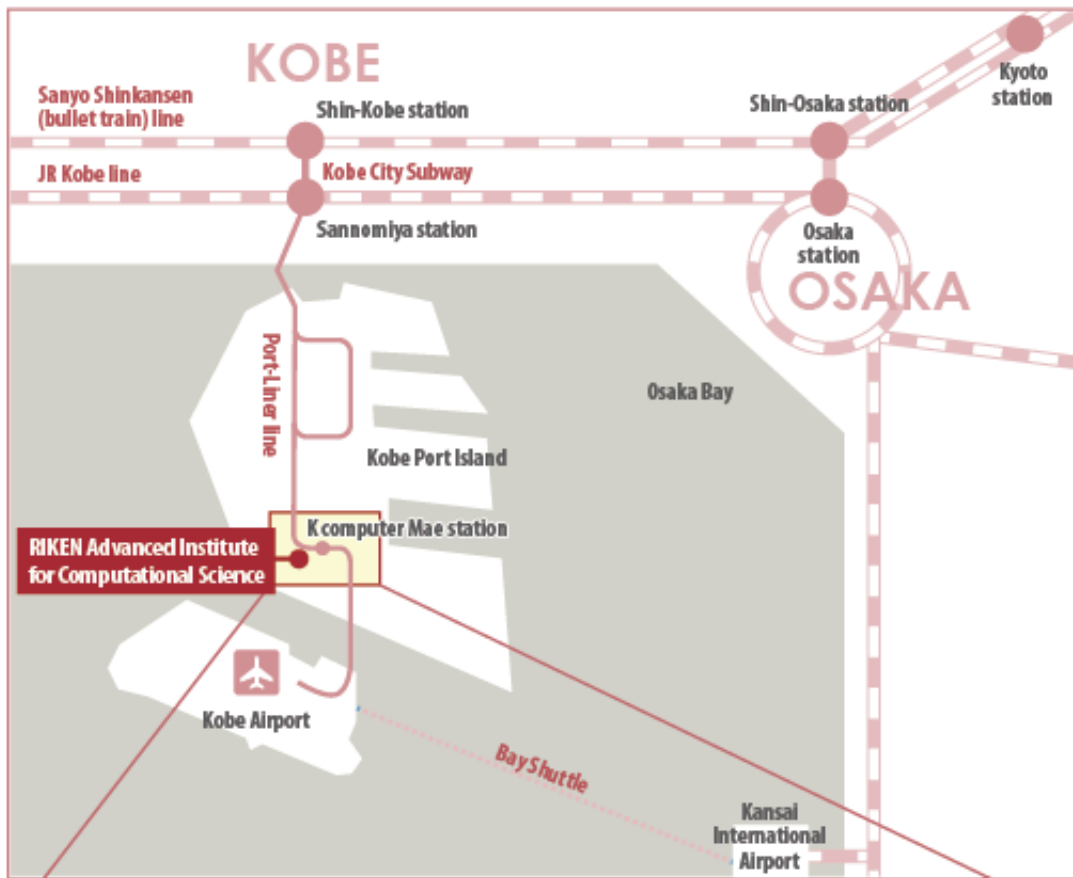 KOBE
Kyoto
station
Sanyo Shinkansen
(bullet train) line
Shin-Kobe station
Shin-Osaka station
JR Kobe line
Kobe City Subway
Sannomiya station
Osaka
station
OSAKA
Port-Liner line
Osaka Bay
Kobe Port Island
K computer Mae station
RIKEN Advanced Institute
for Computational Science
Kobe Airport
Bay Shuttle
Kansai
International
Airport